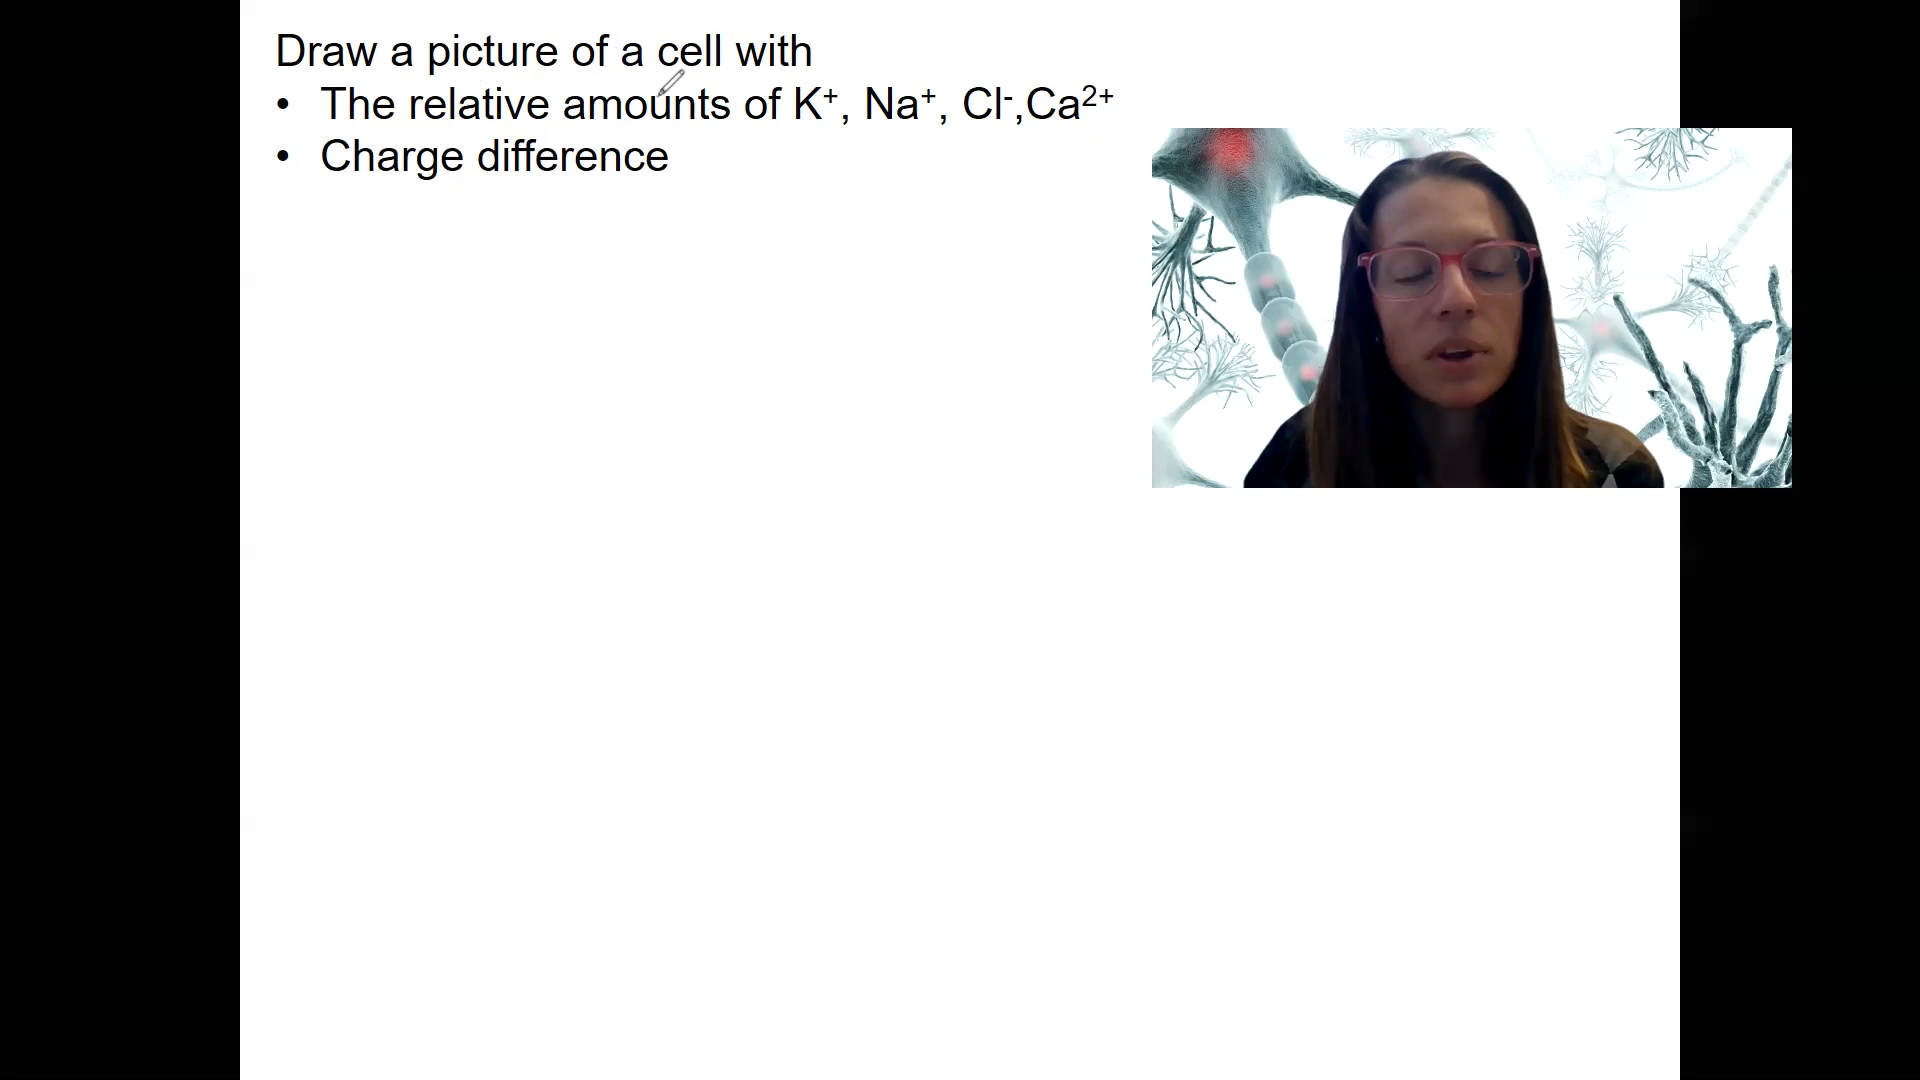 Draw a picture of a cell with
• The relative amounts of K⁺, Na⁺, Cl⁻,Ca²⁺
• Charge difference